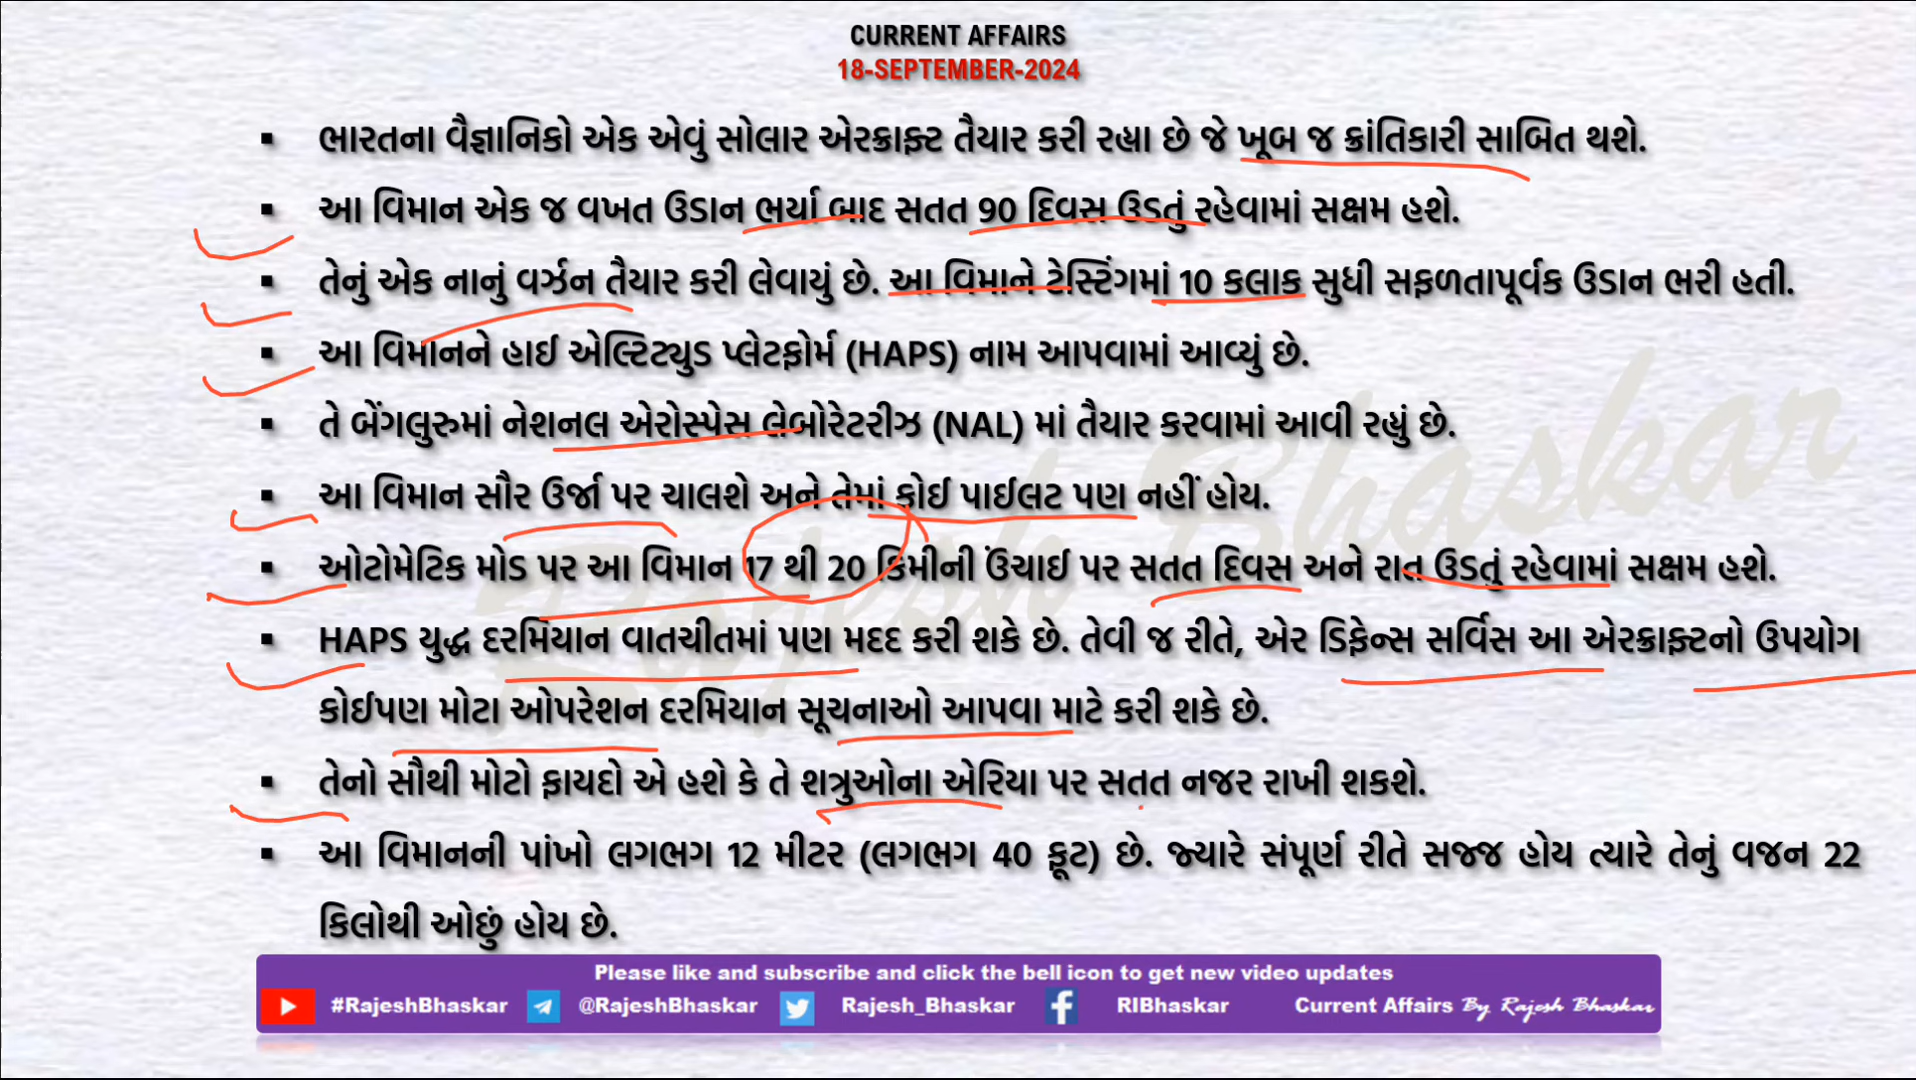 CURRENT AFFAIRS
18-SEPTEMBER-2024
▪ ભારતના વૈજ્ઞાનિકો એક એવું સોલાર એરક્રાફ્ટ તૈયાર કરી રહ્યા છે જે ખૂબ જ ક્રાંતિકારી સાબિત થશે.
▪ આ વિમાન એક જ વખત ઉડાન ભર્યા બાદ સતત 90 દિવસ ઉડતું રહેવામાં સક્ષમ હશે.
▪ તેનું એક નાનું વર્ઝન તૈયાર કરી લેવાયું છે. આ વિમાને ટેસ્ટિંગમાં 10 કલાક સુધી સફળતાપૂર્વક ઉડાન ભરી હતી.
▪ આ વિમાનને હાઈ એલ્ટિટ્યુડ પ્લેટફોર્મ (HAPS) નામ આપવામાં આવ્યું છે.
▪ તે બેંગલુરુમાં નેશનલ એરોસ્પેસ લેબોરેટરીઝ (NAL) માં તૈયાર કરવામાં આવી રહ્યું છે.
▪ આ વિમાન સૌર ઉર્જા પર ચાલશે અને તેમાં કોઈ પાઈલટ પણ નહીં હોય.
▪ ઓટોમેટિક મોડ પર આ વિમાન 17 થી 20 કિમીની ઉંચાઈ પર સતત દિવસ અને રાત ઉડતું રહેવામાં સક્ષમ હશે.
▪ HAPS યુદ્ધ દરમિયાન વાતચીતમાં પણ મદદ કરી શકે છે. તેવી જ રીતે, એર ડિફેન્સ સર્વિસ આ એરક્રાફ્ટનો ઉપયોગ
કોઈપણ મોટા ઓપરેશન દરમિયાન સૂચનાઓ આપવા માટે કરી શકે છે.
▪ તેનો સૌથી મોટો ફાયદો એ હશે કે તે શત્રુઓના એરિયા પર સતત નજર રાખી શકશે.
▪ આ વિમાનની પાંખો લગભગ 12 મીટર (લગભગ 40 ફૂટ) છે. જ્યારે સંપૂર્ણ રીતે સજ્જ હોય ત્યારે તેનું વજન 22
કિલોથી ઓછું હોય છે.
Rajesh Bhaskar
Please like and subscribe and click the bell icon to get new video updates
#RajeshBhaskar @RajeshBhaskar Rajesh_Bhaskar RIBhaskar Current Affairs By Rajesh Bhaskar